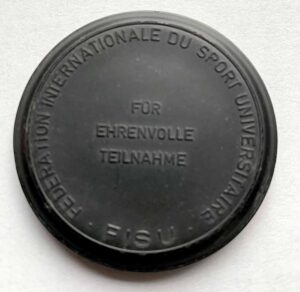 FEDERATION INTERNATIONALE DU SPORT UNIVERSITAIRE
FÜR
EHRENVOLLE
TEILNAHME
· FISU ·